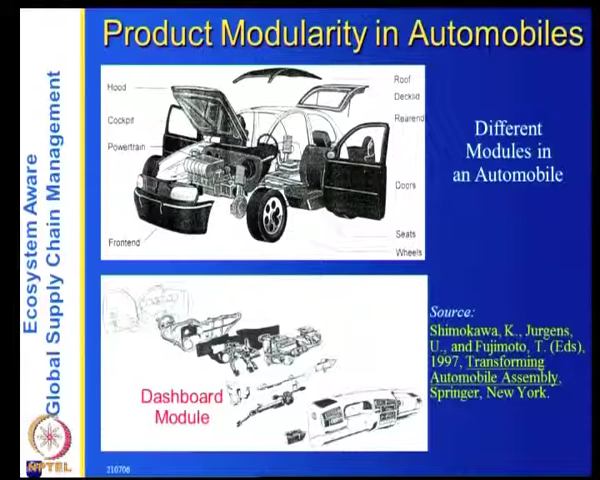 Product Modularity in Automobiles
Ecosystem Aware
Global Supply Chain Management
Hood
Cockpit
Powertrain
Frontend
Roof
Decklid
Rearend
Doors
Seats
Wheels
Different
Modules in
an Automobile
Dashboard
Module
Source:
Shimokawa, K., Jurgens,
U., and Fujimoto, T. (Eds),
1997, Transforming
Automobile Assembly,
Springer, New York.
NPTEL
210706